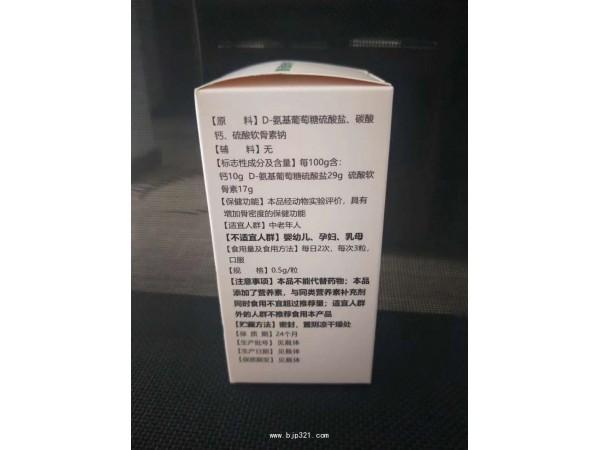 【原　　料】D-氨基葡萄糖硫酸盐、碳酸
钙、硫酸软骨素钠
【辅　　料】无
【标志性成分及含量】每100g含：
钙10g D-氨基葡萄糖硫酸盐29g 硫酸软
骨素17g
【保健功能】本品经动物实验评价，具有
增加骨密度的保健功能
【适宜人群】中老年人
【不适宜人群】婴幼儿、孕妇、乳母
【食用量及食用方法】每日2次，每次3粒，
口服
【规　　格】0.5g/粒
【注意事项】本品不能代替药物；本品
添加了营养素，与同类营养素补充剂
同时食用不宜超过推荐量；适宜人群
外的人群不推荐食用本产品
【贮藏方法】密封，置阴凉干燥处
【保 质 期】24个月
【生产批号】见瓶体
【生产日期】见瓶体
【保质期至】见瓶体
www.bjp321.com